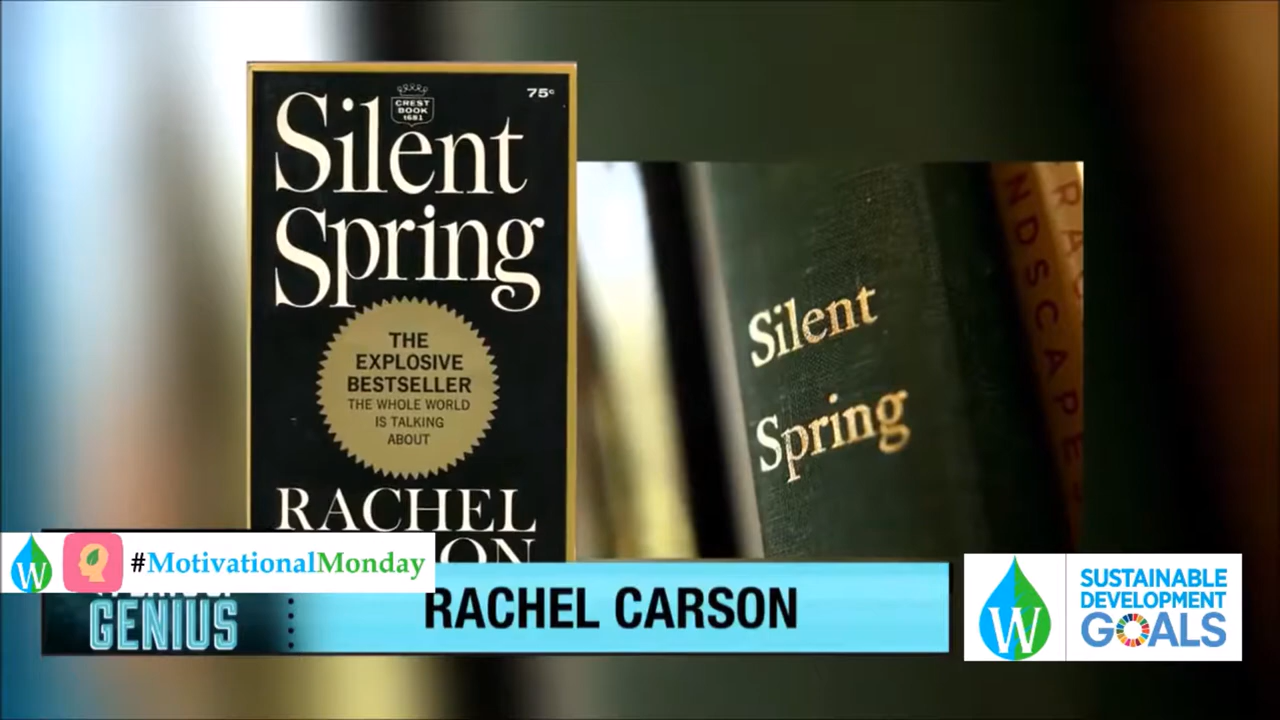 Silent
CREST
BOOK
1681
75¢
Spring
THE
EXPLOSIVE
BESTSELLER
THE WHOLE WORLD
IS TALKING
ABOUT
RACHEL
Silent
Spring
#MotivationalMonday
GENIUS
RACHEL CARSON
W
W
SUSTAINABLE
DEVELOPMENT
GOALS